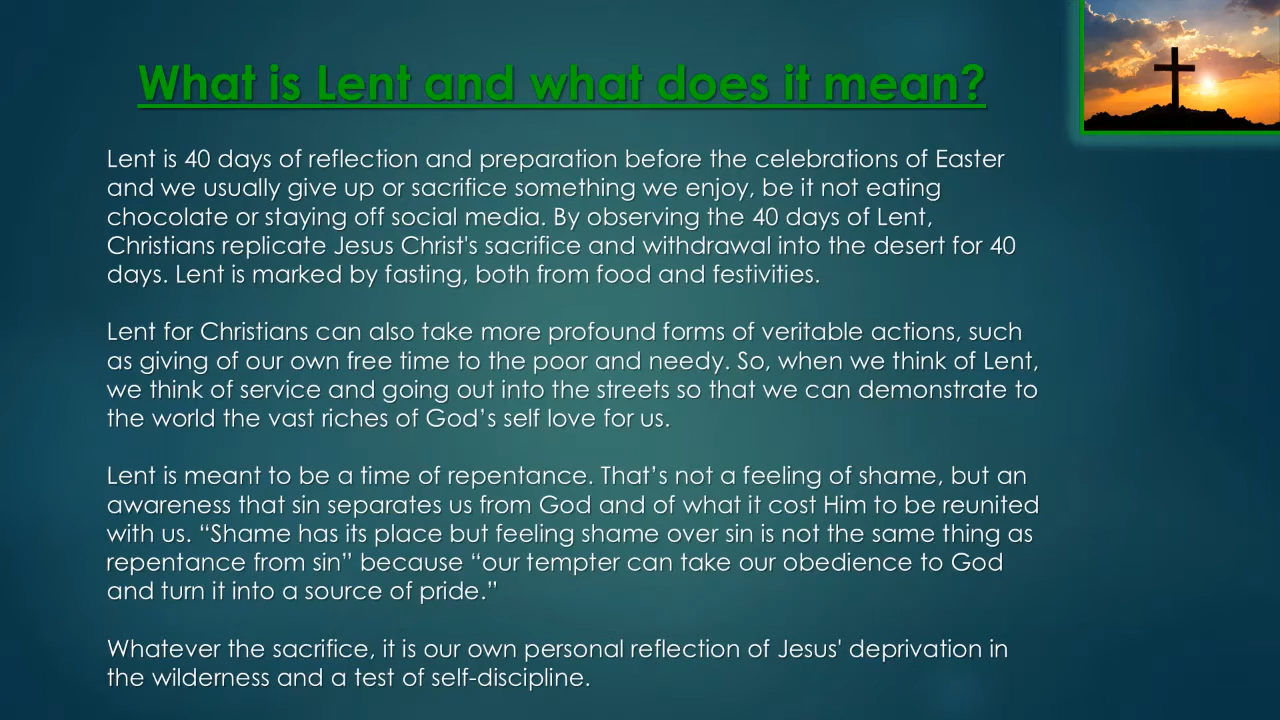 What is Lent and what does it mean?
Lent is 40 days of reflection and preparation before the celebrations of Easter
and we usually give up or sacrifice something we enjoy, be it not eating
chocolate or staying off social media. By observing the 40 days of Lent,
Christians replicate Jesus Christ's sacrifice and withdrawal into the desert for 40
days. Lent is marked by fasting, both from food and festivities.
Lent for Christians can also take more profound forms of veritable actions, such
as giving of our own free time to the poor and needy. So, when we think of Lent,
we think of service and going out into the streets so that we can demonstrate to
the world the vast riches of God’s self love for us.
Lent is meant to be a time of repentance. That’s not a feeling of shame, but an
awareness that sin separates us from God and of what it cost Him to be reunited
with us. “Shame has its place but feeling shame over sin is not the same thing as
repentance from sin” because “our tempter can take our obedience to God
and turn it into a source of pride.”
Whatever the sacrifice, it is our own personal reflection of Jesus' deprivation in
the wilderness and a test of self-discipline.